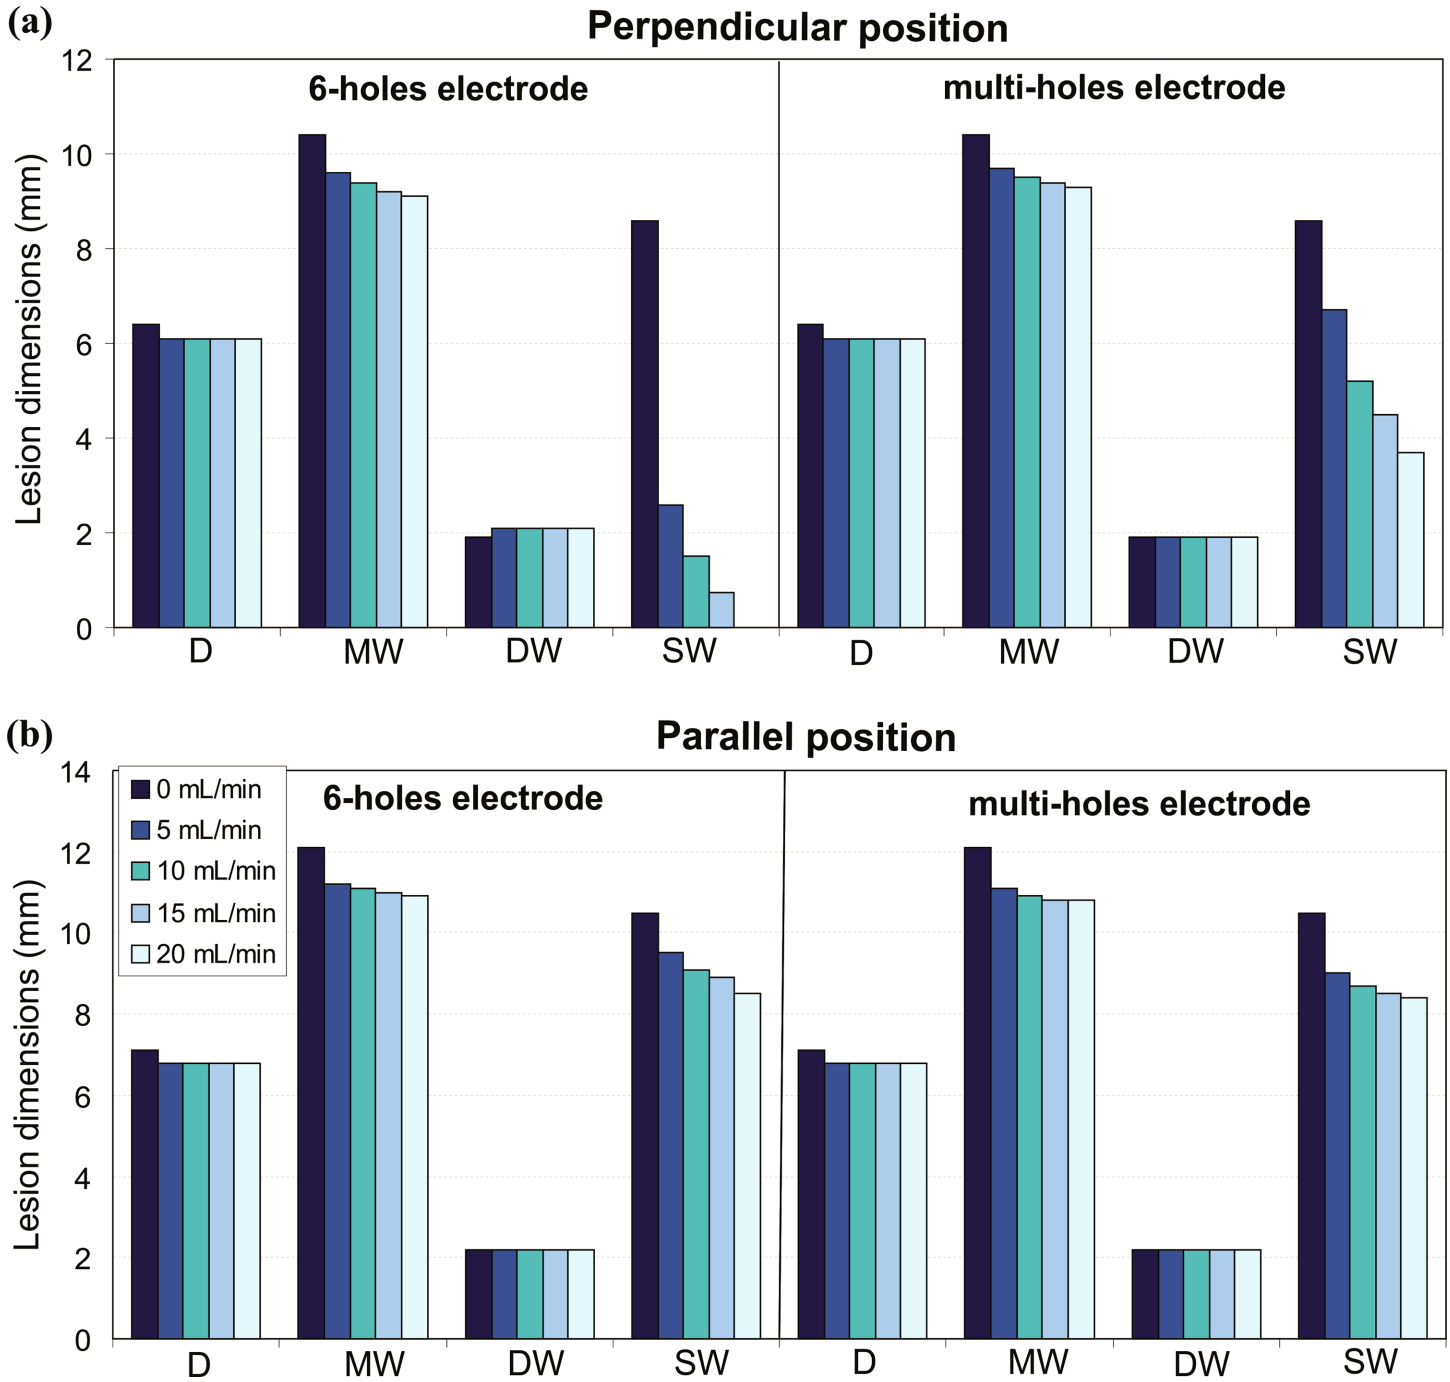 (a)
Perpendicular position
6-holes electrode
multi-holes electrode
Lesion dimensions (mm)
12
10
8
6
4
2
0
D MW DW SW D MW DW SW
(b)
Parallel position
6-holes electrode
multi-holes electrode
0 mL/min
5 mL/min
10 mL/min
15 mL/min
20 mL/min
Lesion dimensions (mm)
14
12
10
8
6
4
2
0
D MW DW SW D MW DW SW